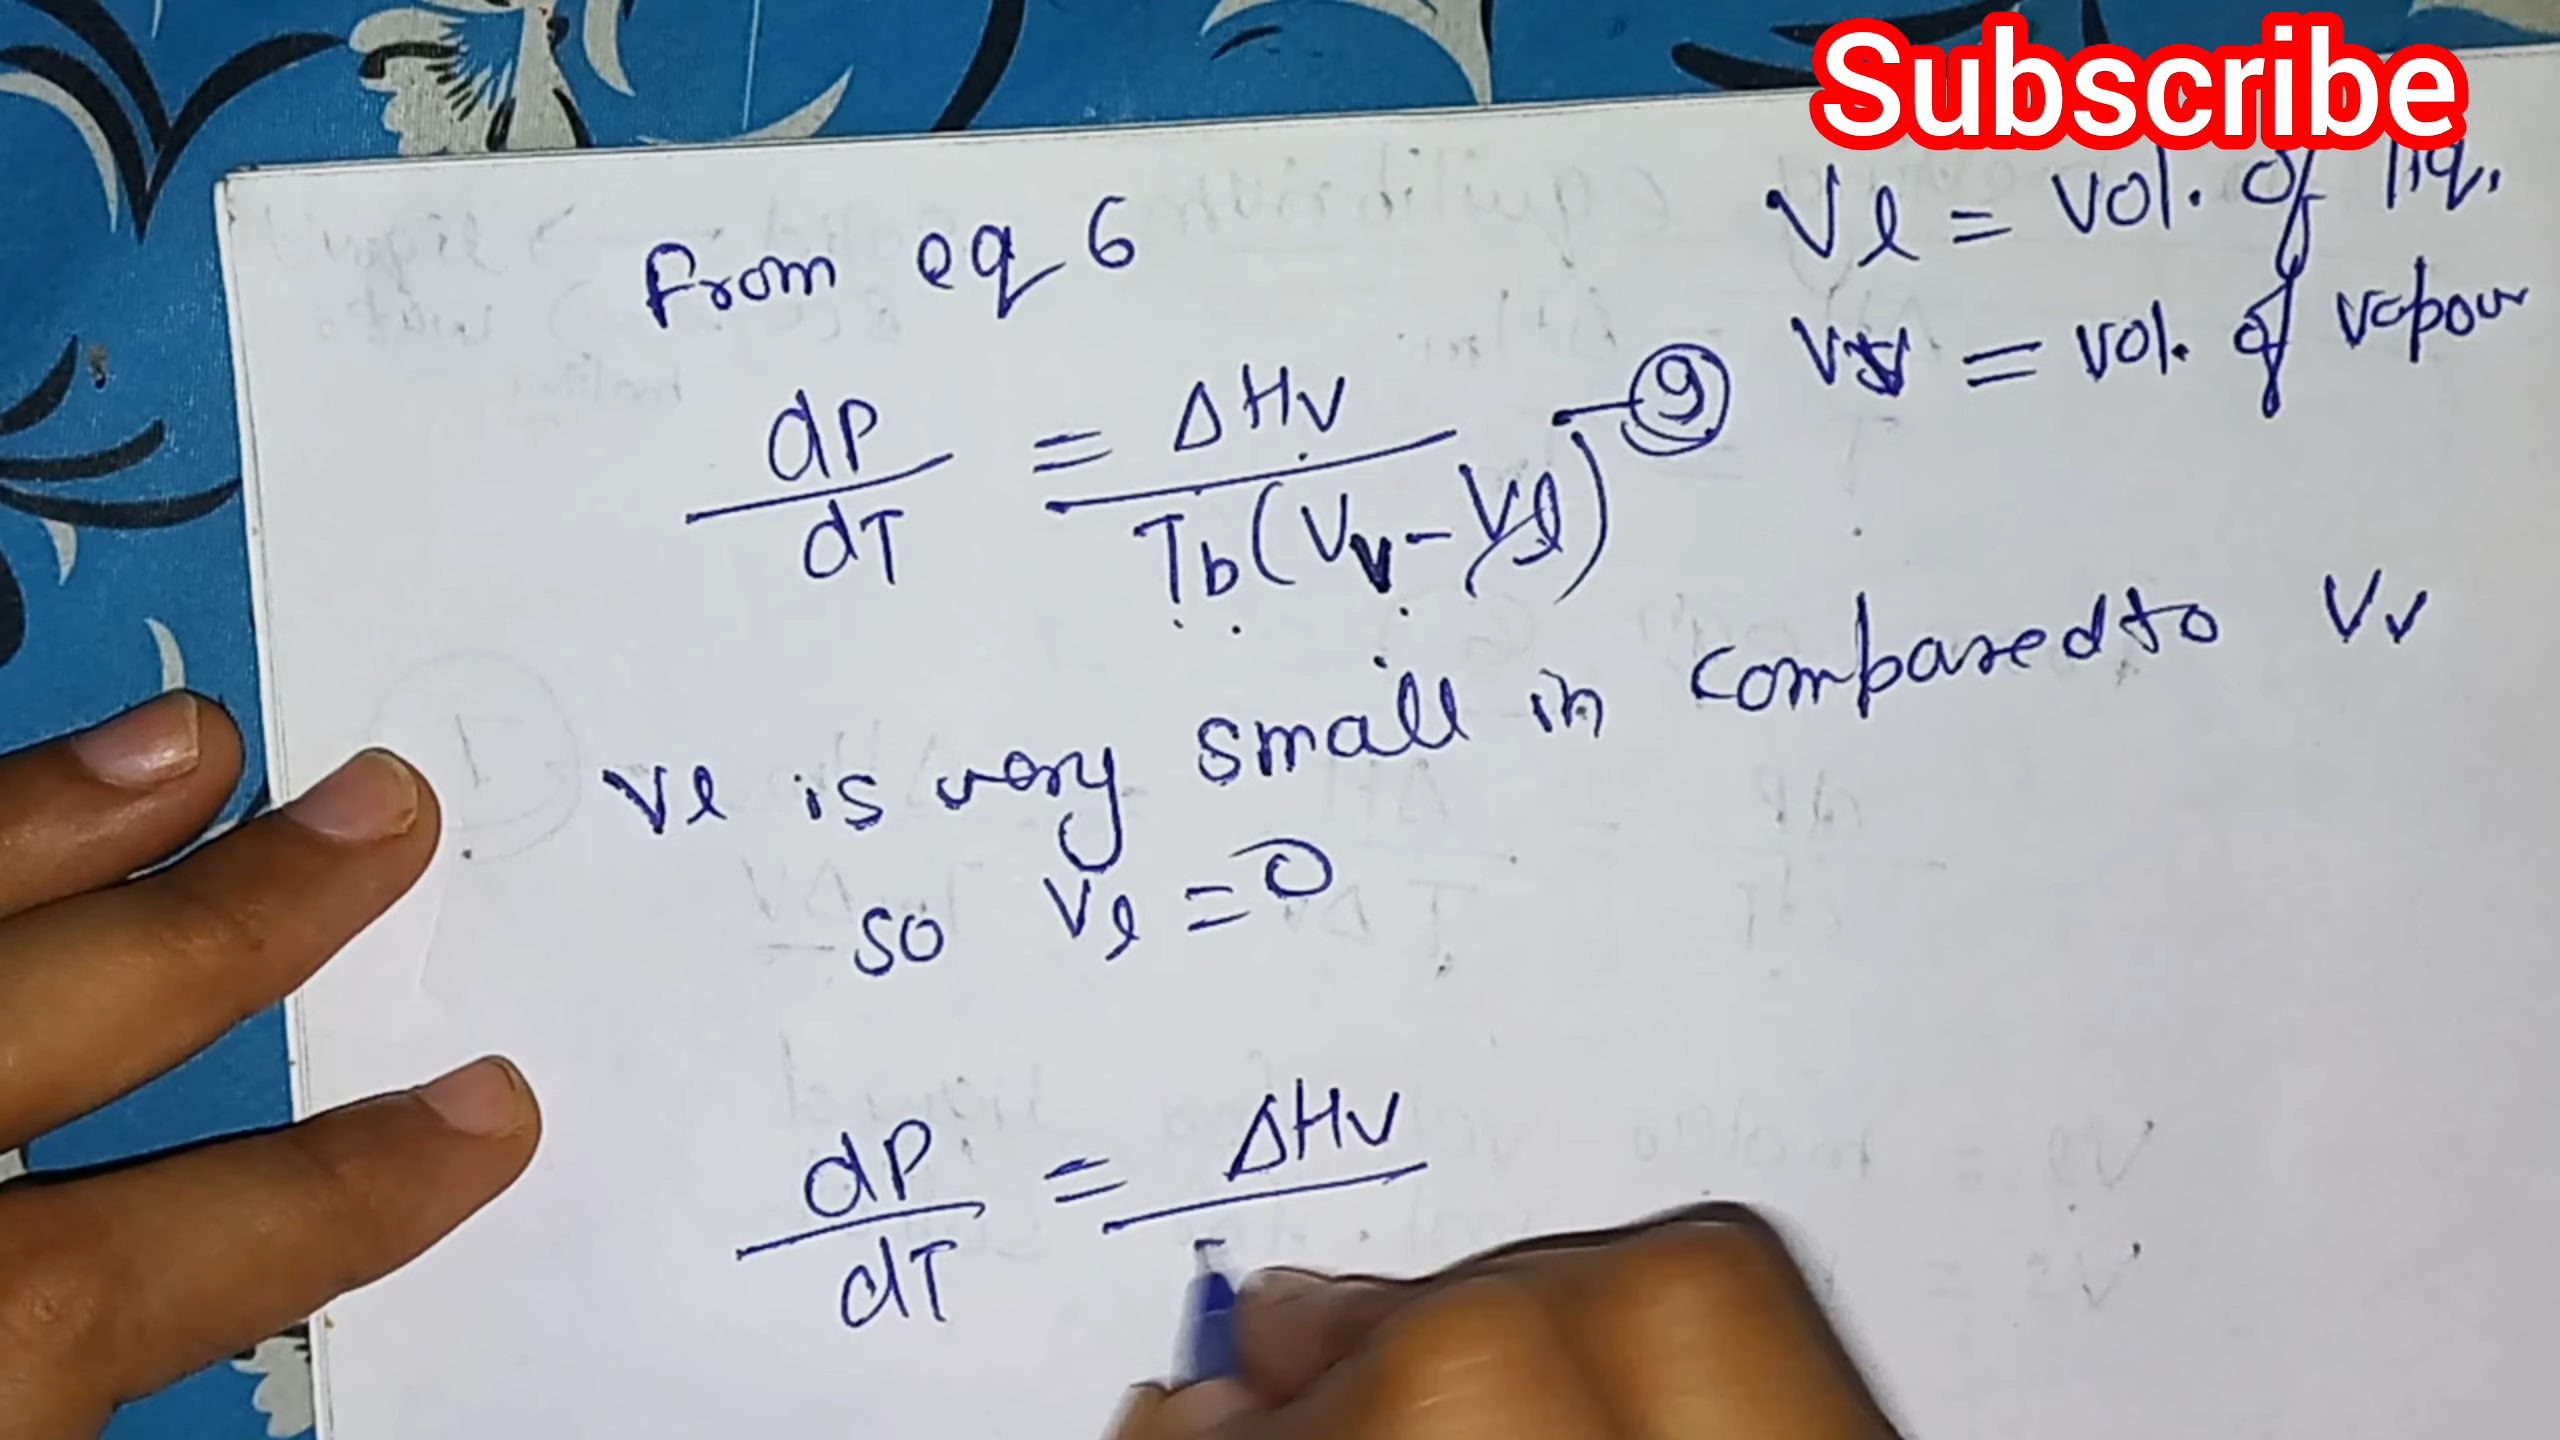 Subscribe
From eq 6
Vl = Vol. of liq.
Vv = Vol. of vapour
dP/dT = ΔHv/Tb(Vv - Vl) - 9
Vl is very small in compared to Vv
so Vl = 0
dP/dT = ΔHv/